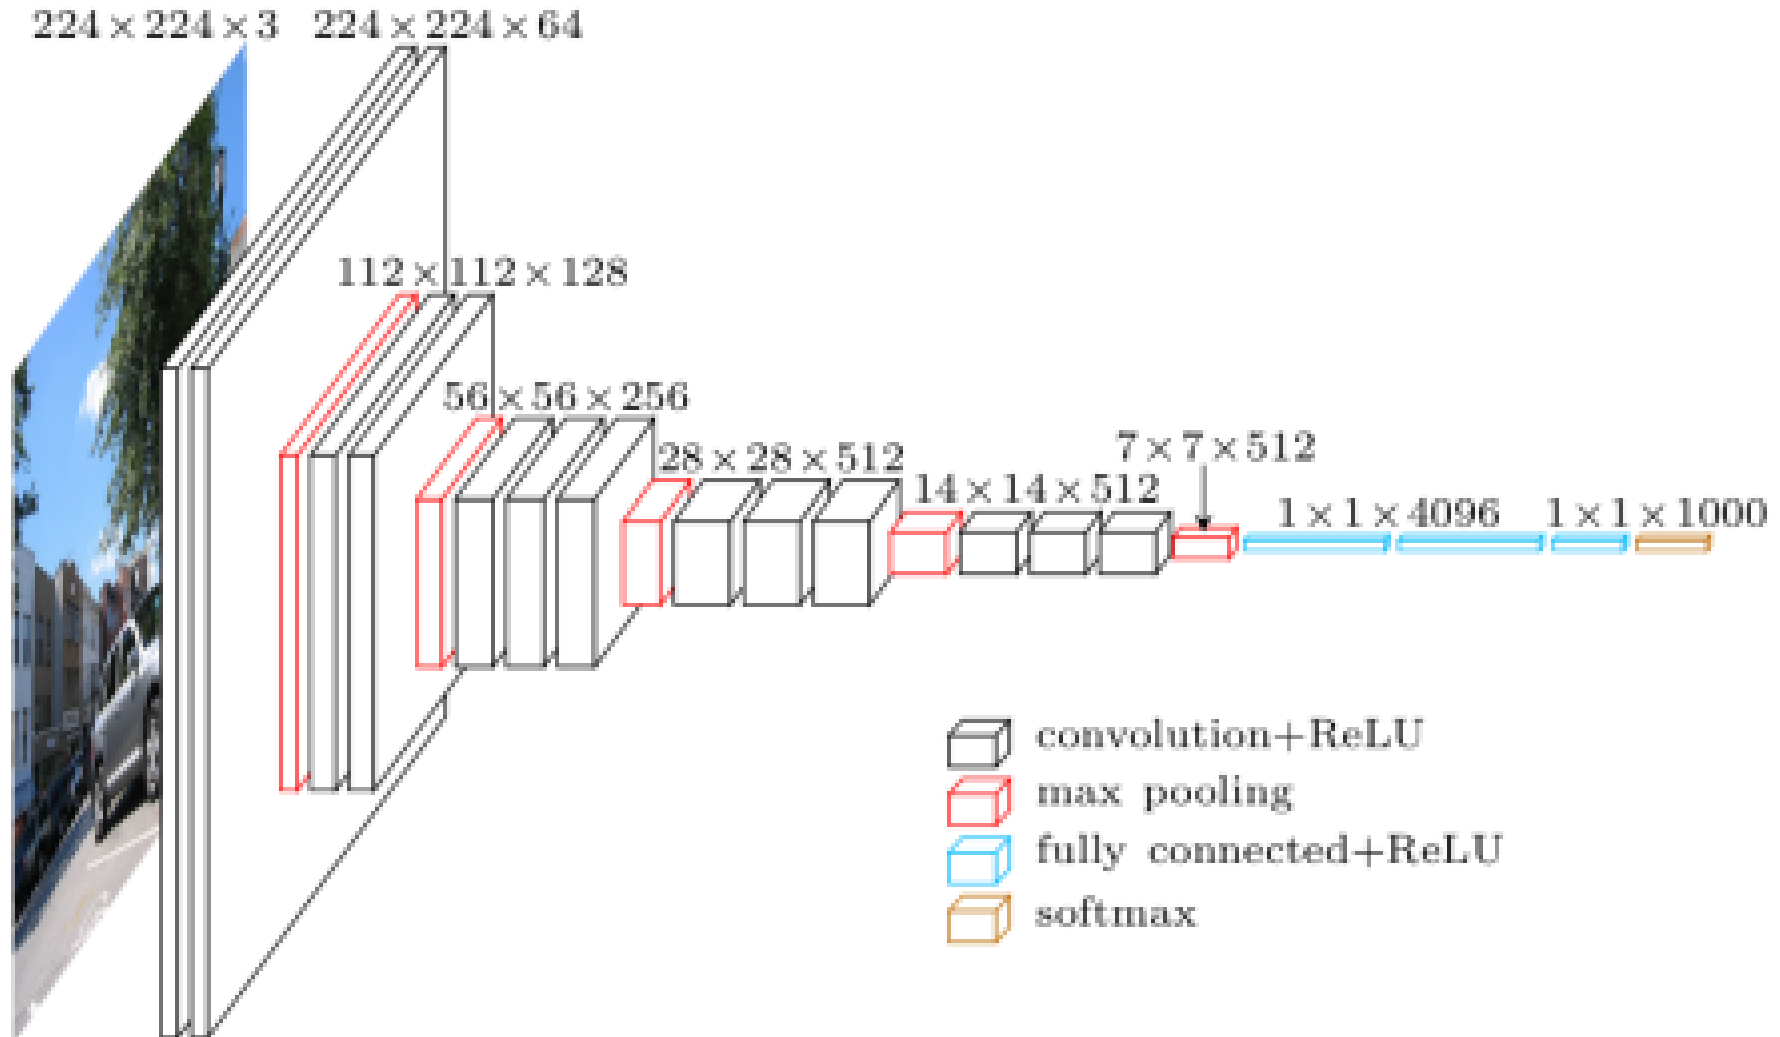 224 × 224 × 3
224 × 224 × 64
112 × 112 × 128
56 × 56 × 256
28 × 28 × 512
14 × 14 × 512
7 × 7 × 512
1 × 1 × 4096
1 × 1 × 1000
convolution+ReLU
max pooling
fully connected+ReLU
softmax